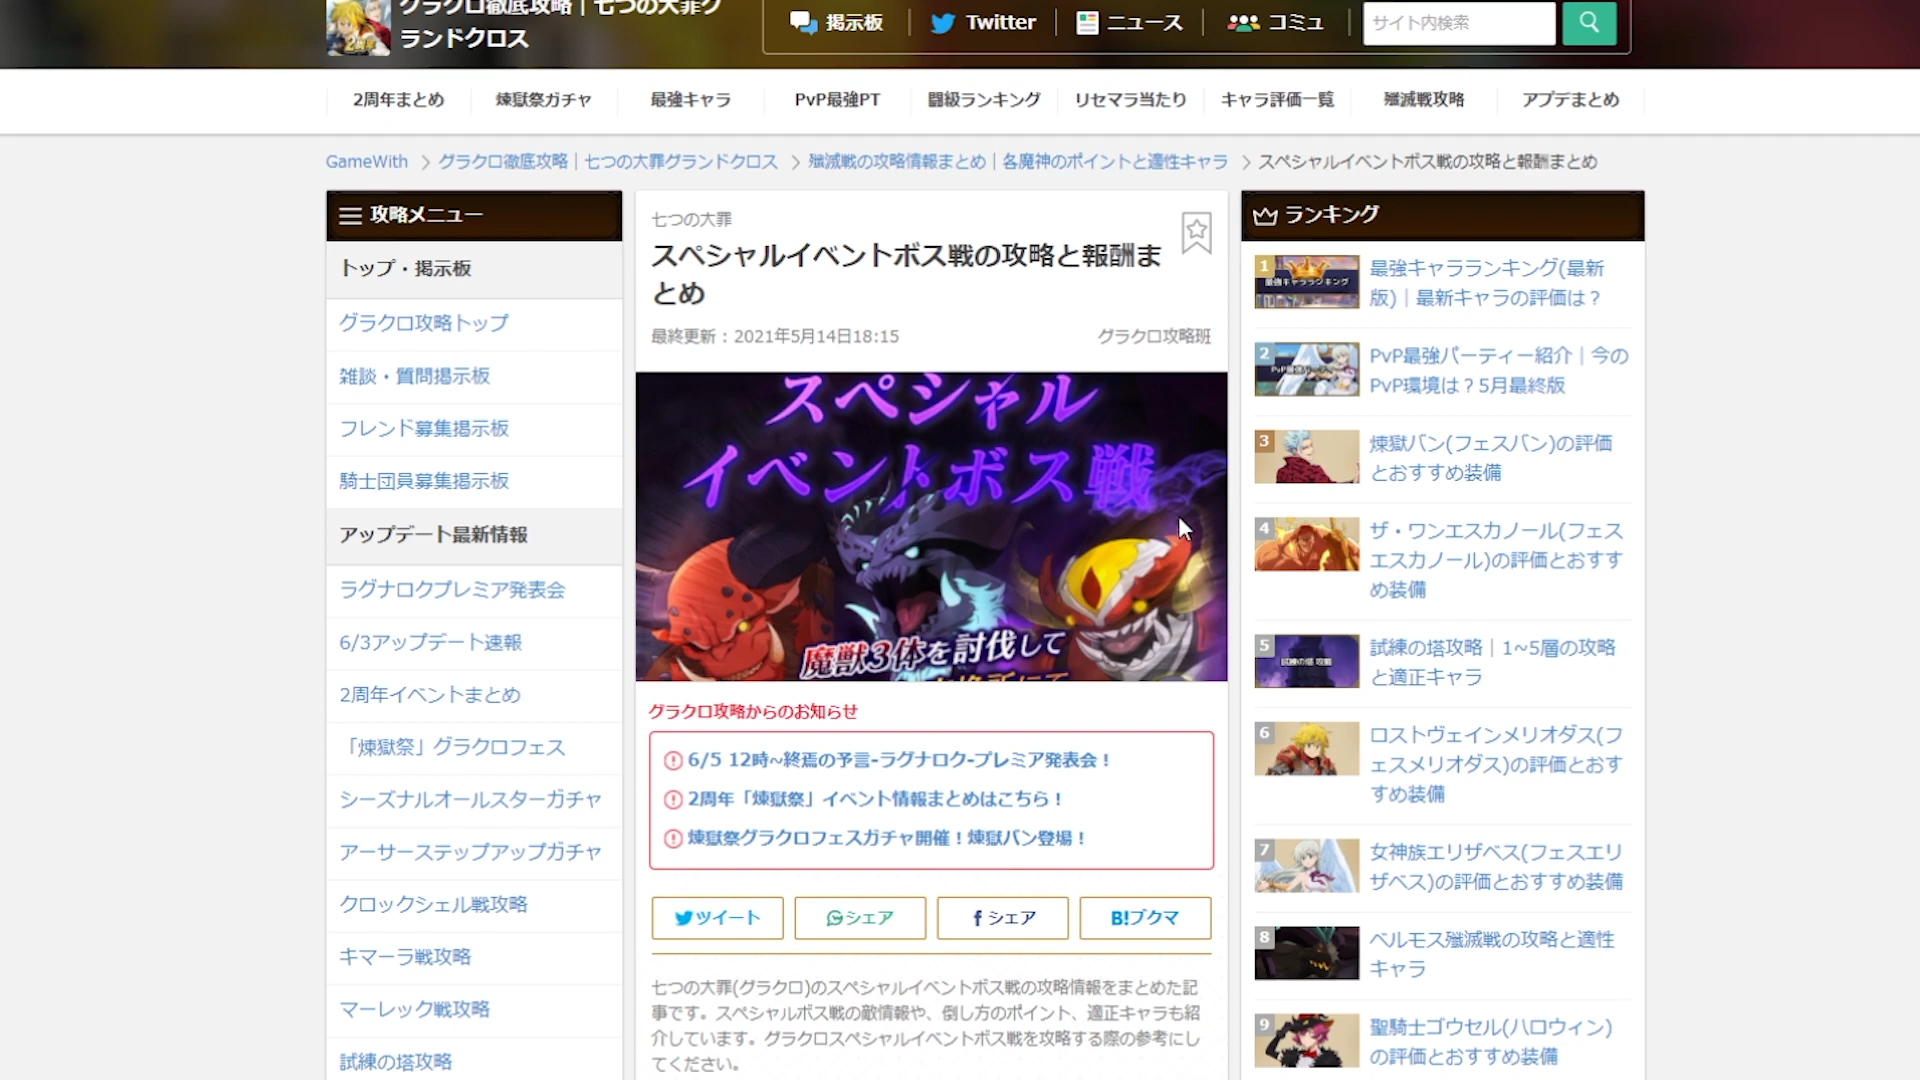 グラクロ徹底攻略｜七つの大罪グ
ランドクロス
掲示板
Twitter
ニュース
コミュ
サイト内検索
2周年まとめ
煉獄祭ガチャ
最強キャラ
PvP最強PT
闘級ランキング
リセマラ当たり
キャラ評価一覧
殲滅戦攻略
アプデまとめ
GameWith
グラクロ徹底攻略｜七つの大罪グランドクロス
殲滅戦の攻略情報まとめ｜各魔神のポイントと適性キャラ
スペシャルイベントボス戦の攻略と報酬まとめ
攻略メニュー
トップ・掲示板
グラクロ攻略トップ
雑談・質問掲示板
フレンド募集掲示板
騎士団員募集掲示板
アップデート最新情報
ラグナロクプレミア発表会
6/3アップデート速報
2周年イベントまとめ
「煉獄祭」グラクロフェス
シーズナルオールスターガチャ
アーサーステップアップガチャ
クロックシェル戦攻略
キマーラ戦攻略
マーレック戦攻略
試練の塔攻略
七つの大罪
スペシャルイベントボス戦の攻略と報酬ま
とめ
最終更新：2021年5月14日18:15
グラクロ攻略班
スペシャル
イベントボス戦
魔獣3体を討伐して
グラクロ攻略からのお知らせ
6/5 12時~終焉の予言-ラグナロク-プレミア発表会！
2周年「煉獄祭」イベント情報まとめはこちら！
煉獄祭グラクロフェスガチャ開催！煉獄バン登場！
ツイート
シェア
シェア
B!ブクマ
七つの大罪(グラクロ)のスペシャルイベントボス戦の攻略情報をまとめた記
事です。スペシャルボス戦の敵情報や、倒し方のポイント、適正キャラも紹
介しています。グラクロスペシャルイベントボス戦を攻略する際の参考にし
てください。
ランキング
1
最強キャラランキング
最強キャラランキング(最新
版)｜最新キャラの評価は？
2
PvP最強パーティー紹介｜今の
PvP環境は？5月最終版
3
煉獄バン(フェスバン)の評価
とおすすめ装備
4
ザ・ワンエスカノール(フェス
エスカノール)の評価とおすす
め装備
5
試練の塔 攻略
試練の塔攻略｜1~5層の攻略
と適正キャラ
6
ロストヴェインメリオダス(フ
ェスメリオダス)の評価とおす
すめ装備
7
女神族エリザベス(フェスエリ
ザベス)の評価とおすすめ装備
8
ベルモス殲滅戦の攻略と適性
キャラ
9
聖騎士ゴウセル(ハロウィン)
の評価とおすすめ装備